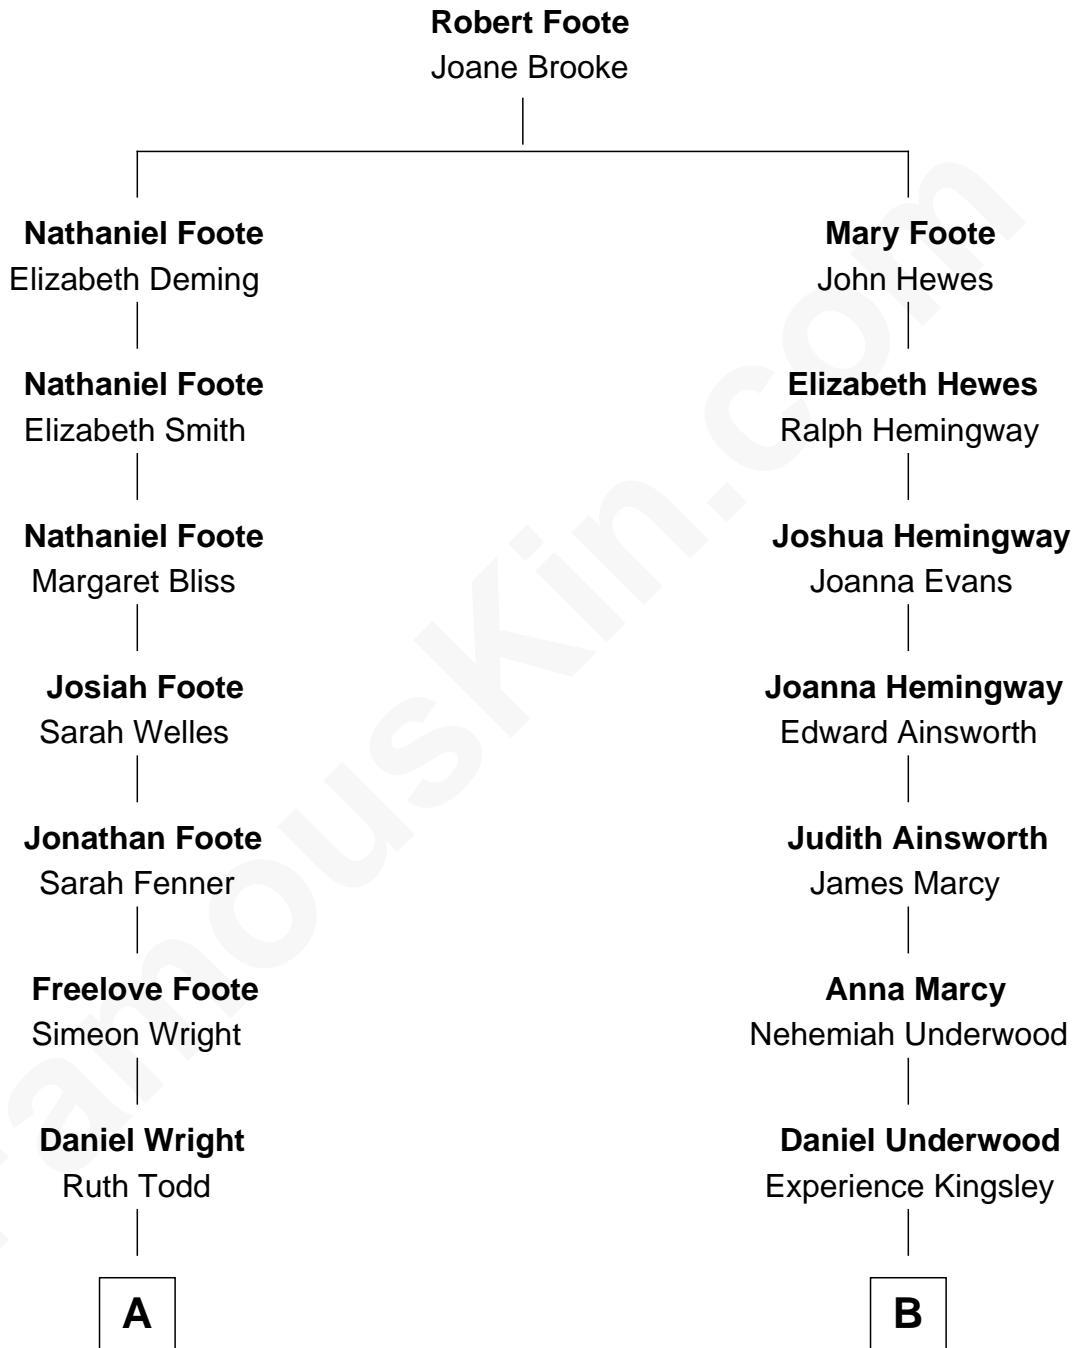 Robert Foote
Joane Brooke
Nathaniel Foote
Elizabeth Deming
Mary Foote
John Hewes
Nathaniel Foote
Elizabeth Smith
Elizabeth Hewes
Ralph Hemingway
Nathaniel Foote
Margaret Bliss
Joshua Hemingway
Joanna Evans
Josiah Foote
Sarah Welles
Joanna Hemingway
Edward Ainsworth
Jonathan Foote
Sarah Fenner
Judith Ainsworth
James Marcy
Freelove Foote
Simeon Wright
Anna Marcy
Nehemiah Underwood
Daniel Wright
Ruth Todd
Daniel Underwood
Experience Kingsley
A
B
FamousKin.com